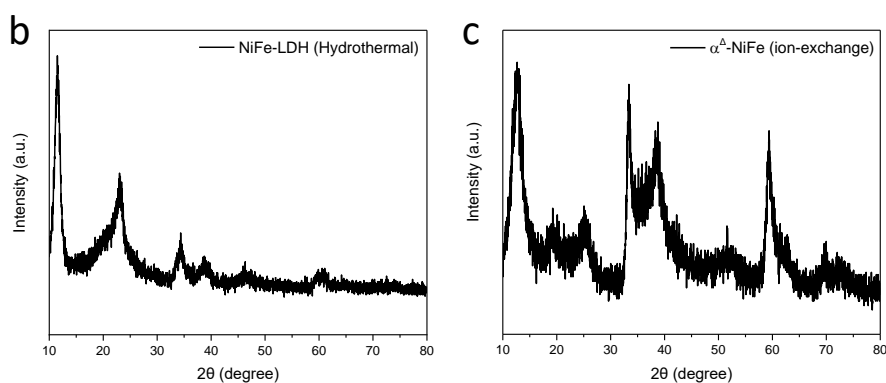 b
NiFe-LDH (Hydrothermal)
Intensity (a.u.)
10 20 30 40 50 60 70 80
2θ (degree)
c
α^Δ-NiFe (ion-exchange)
Intensity (a.u.)
10 20 30 40 50 60 70 80
2θ (degree)